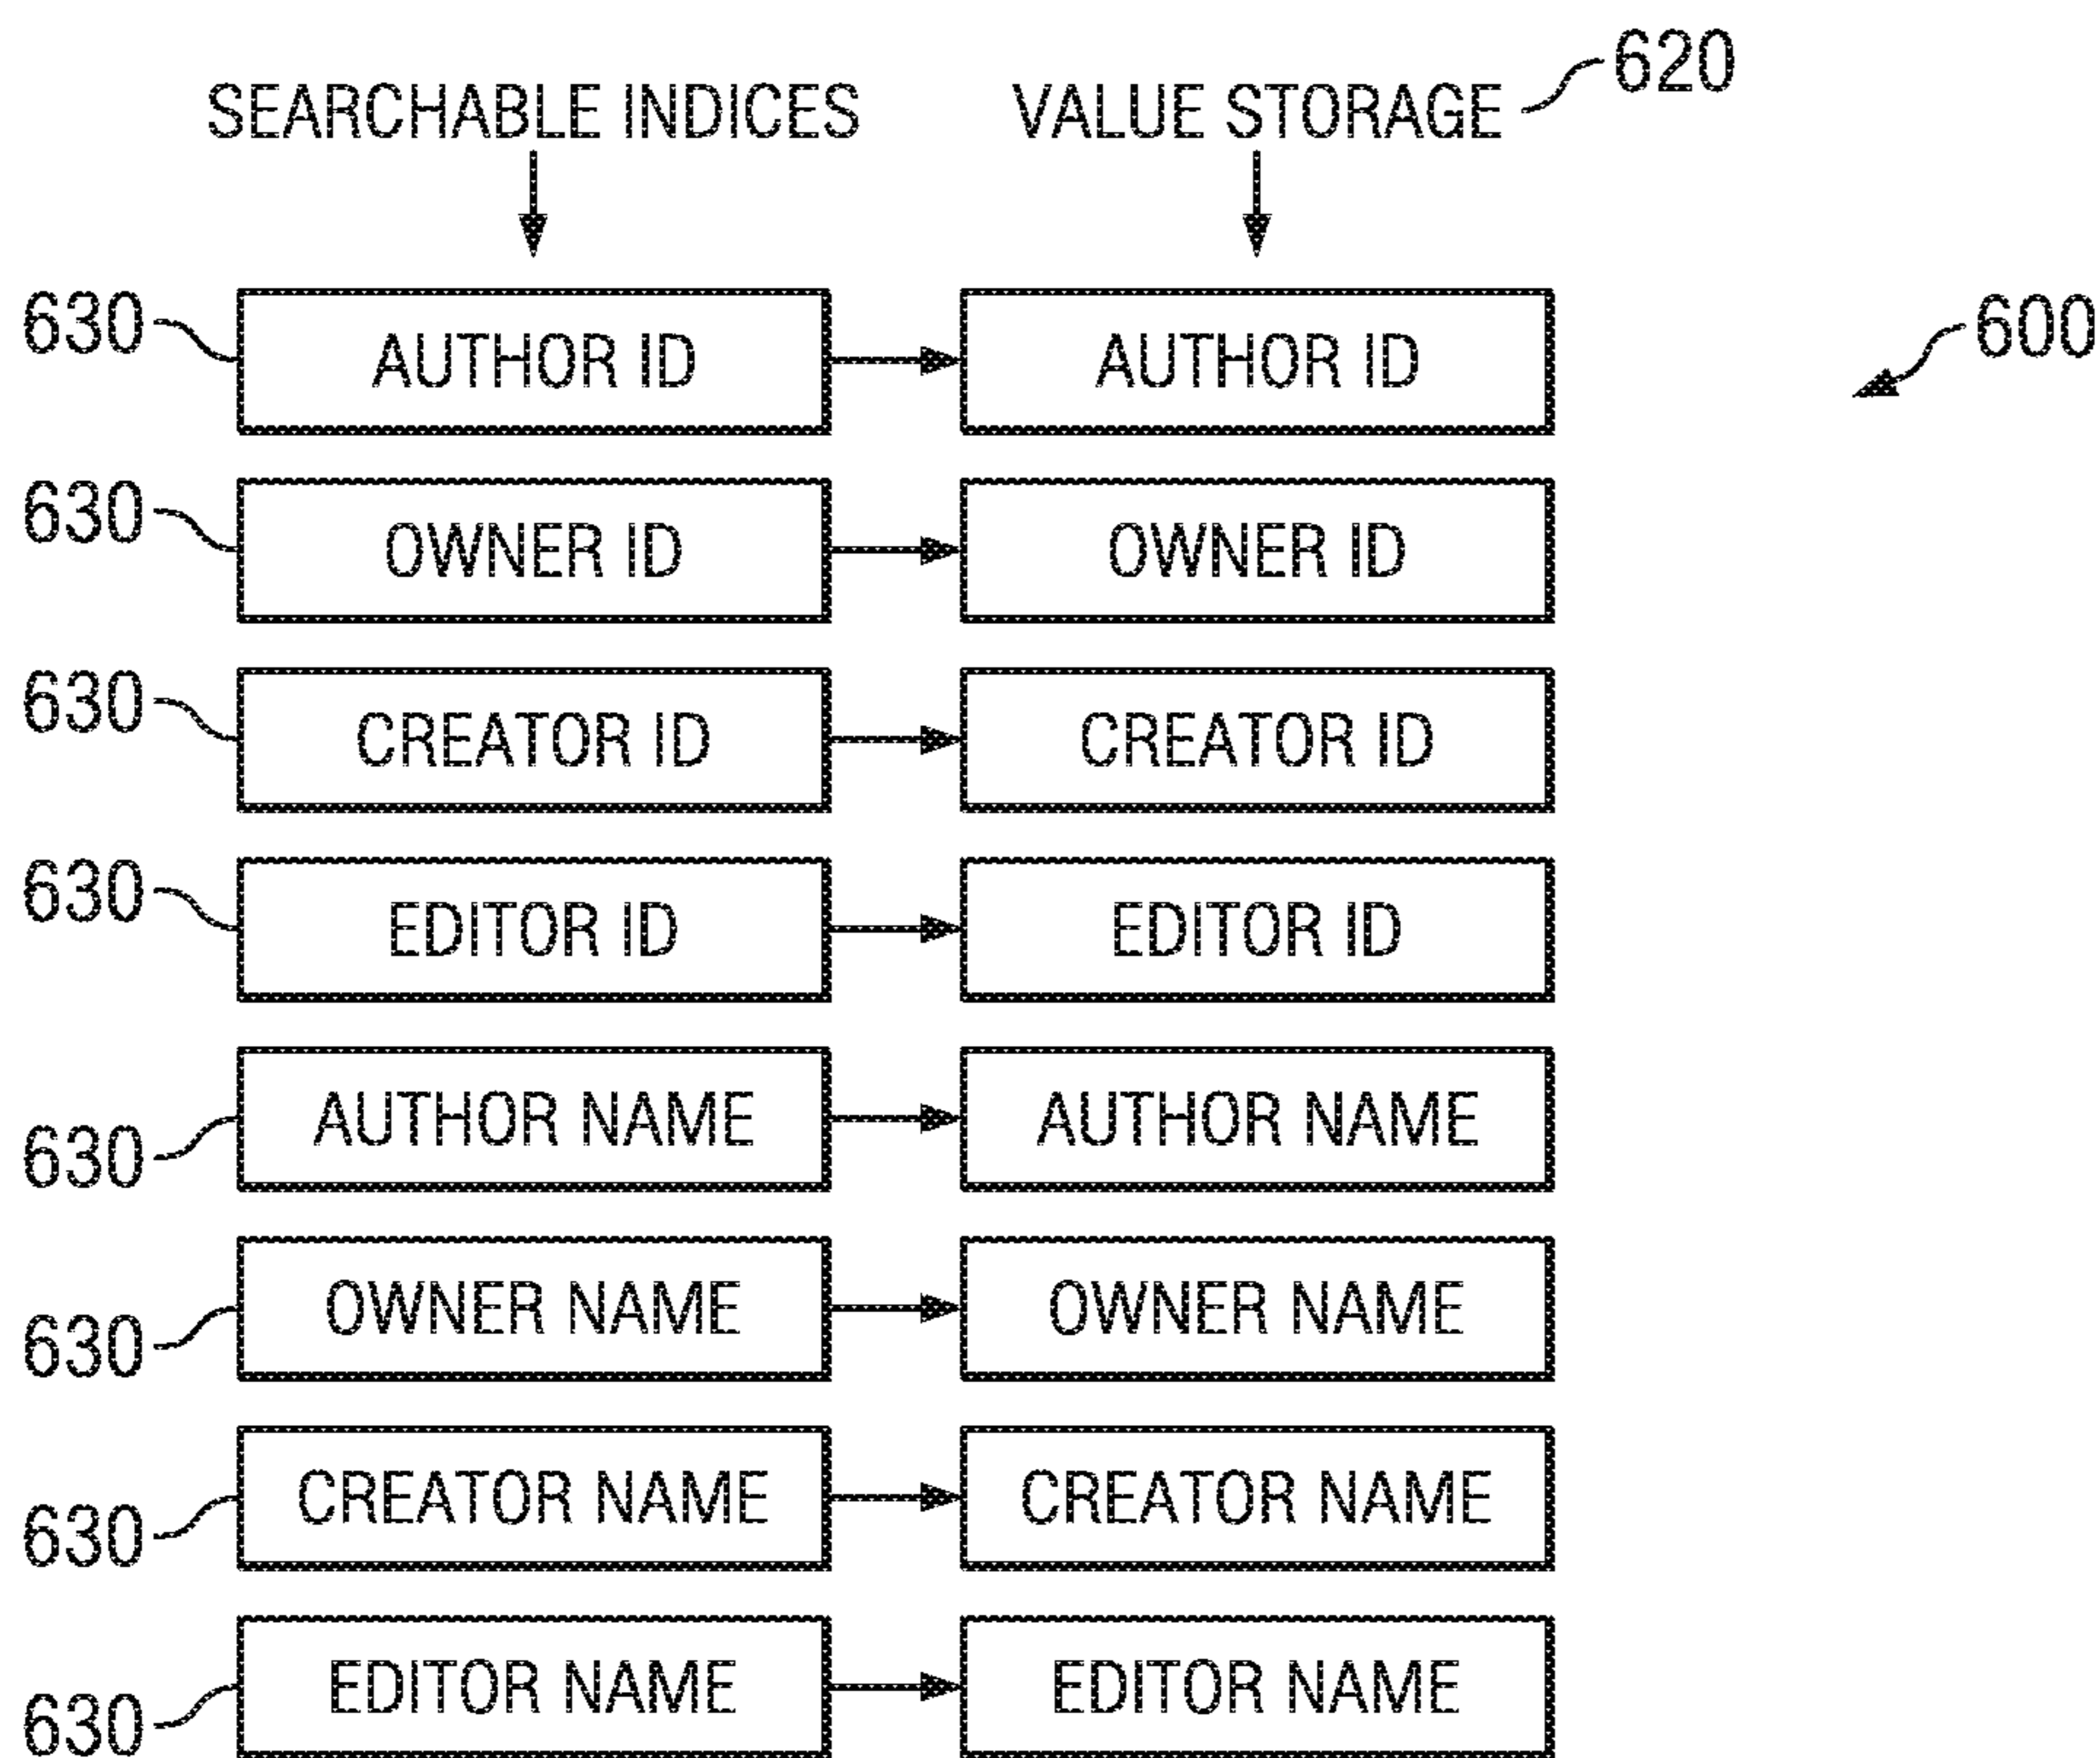 620
SEARCHABLE INDICES VALUE STORAGE
630 AUTHOR ID AUTHOR ID 600
630 OWNER ID OWNER ID
630 CREATOR ID CREATOR ID
630 EDITOR ID EDITOR ID
630 AUTHOR NAME AUTHOR NAME
630 OWNER NAME OWNER NAME
630 CREATOR NAME CREATOR NAME
630 EDITOR NAME EDITOR NAME